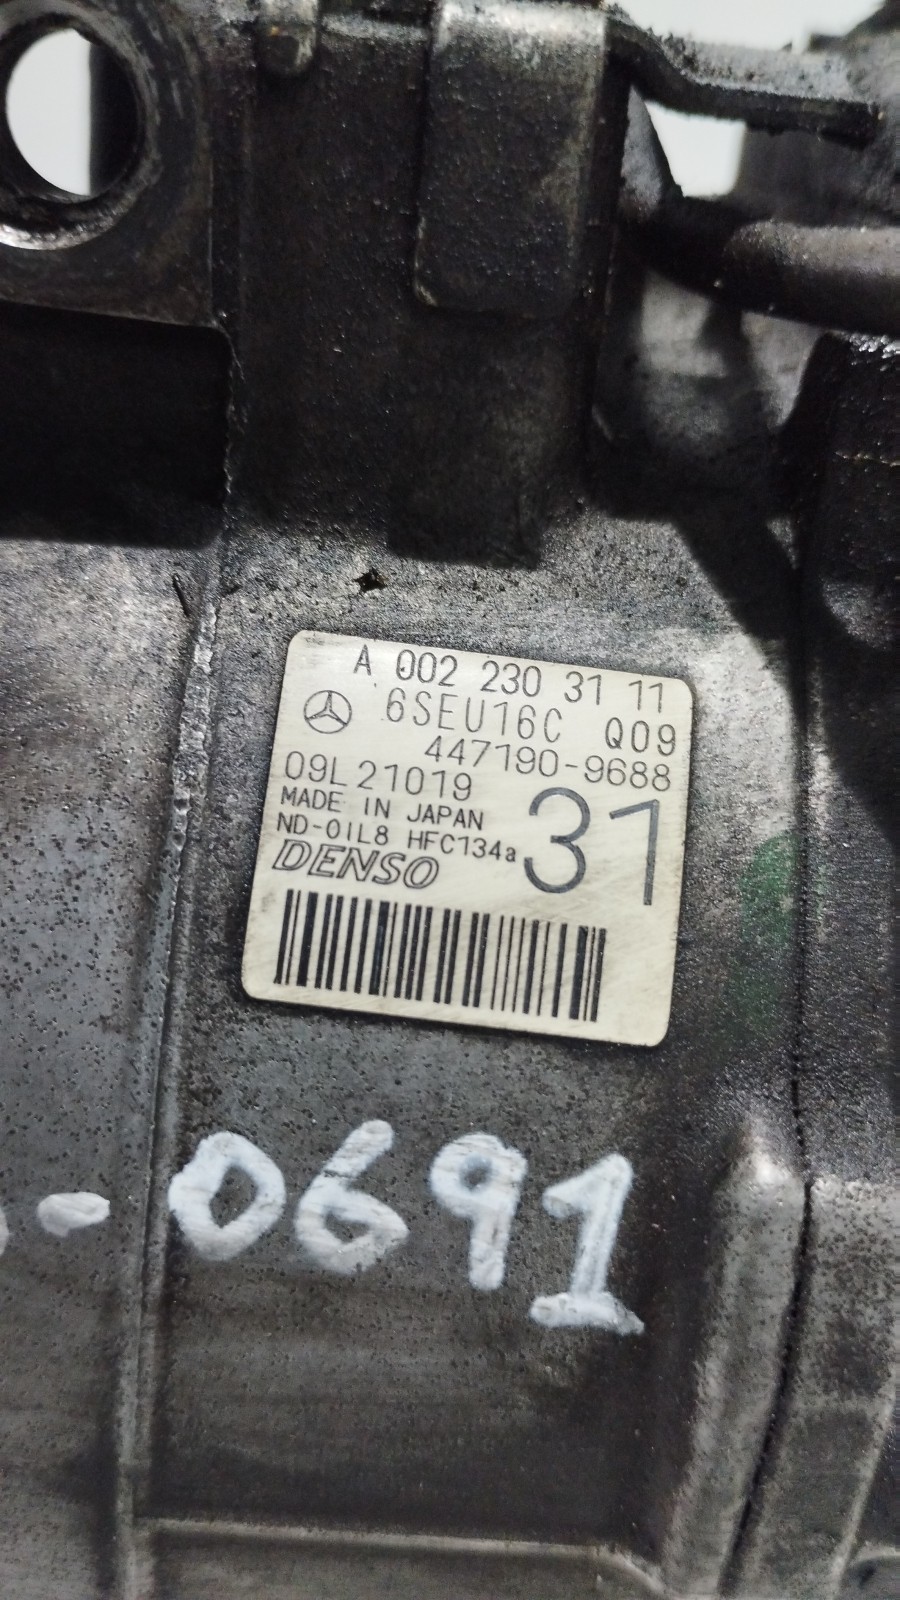 A 002 230 31 11
6SEU16C Q09
447190-9688
09L21019
MADE IN JAPAN
ND-OIL8 HFC134a
31
DENSO
-0691